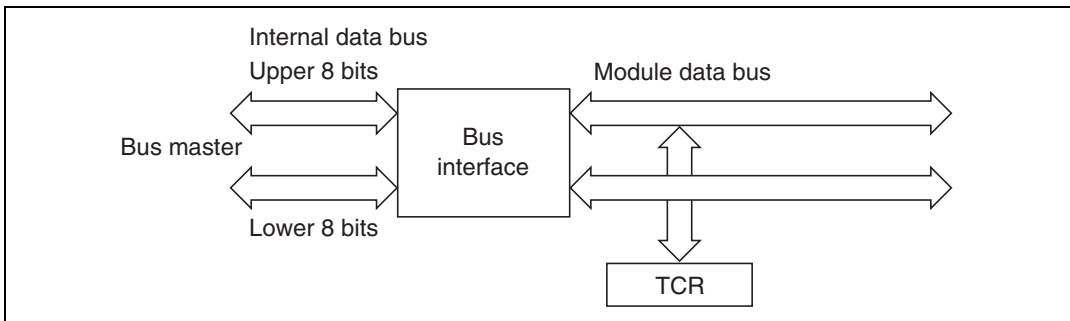 Internal data bus
Upper 8 bits
Module data bus
Bus master
Bus
interface
Lower 8 bits
TCR